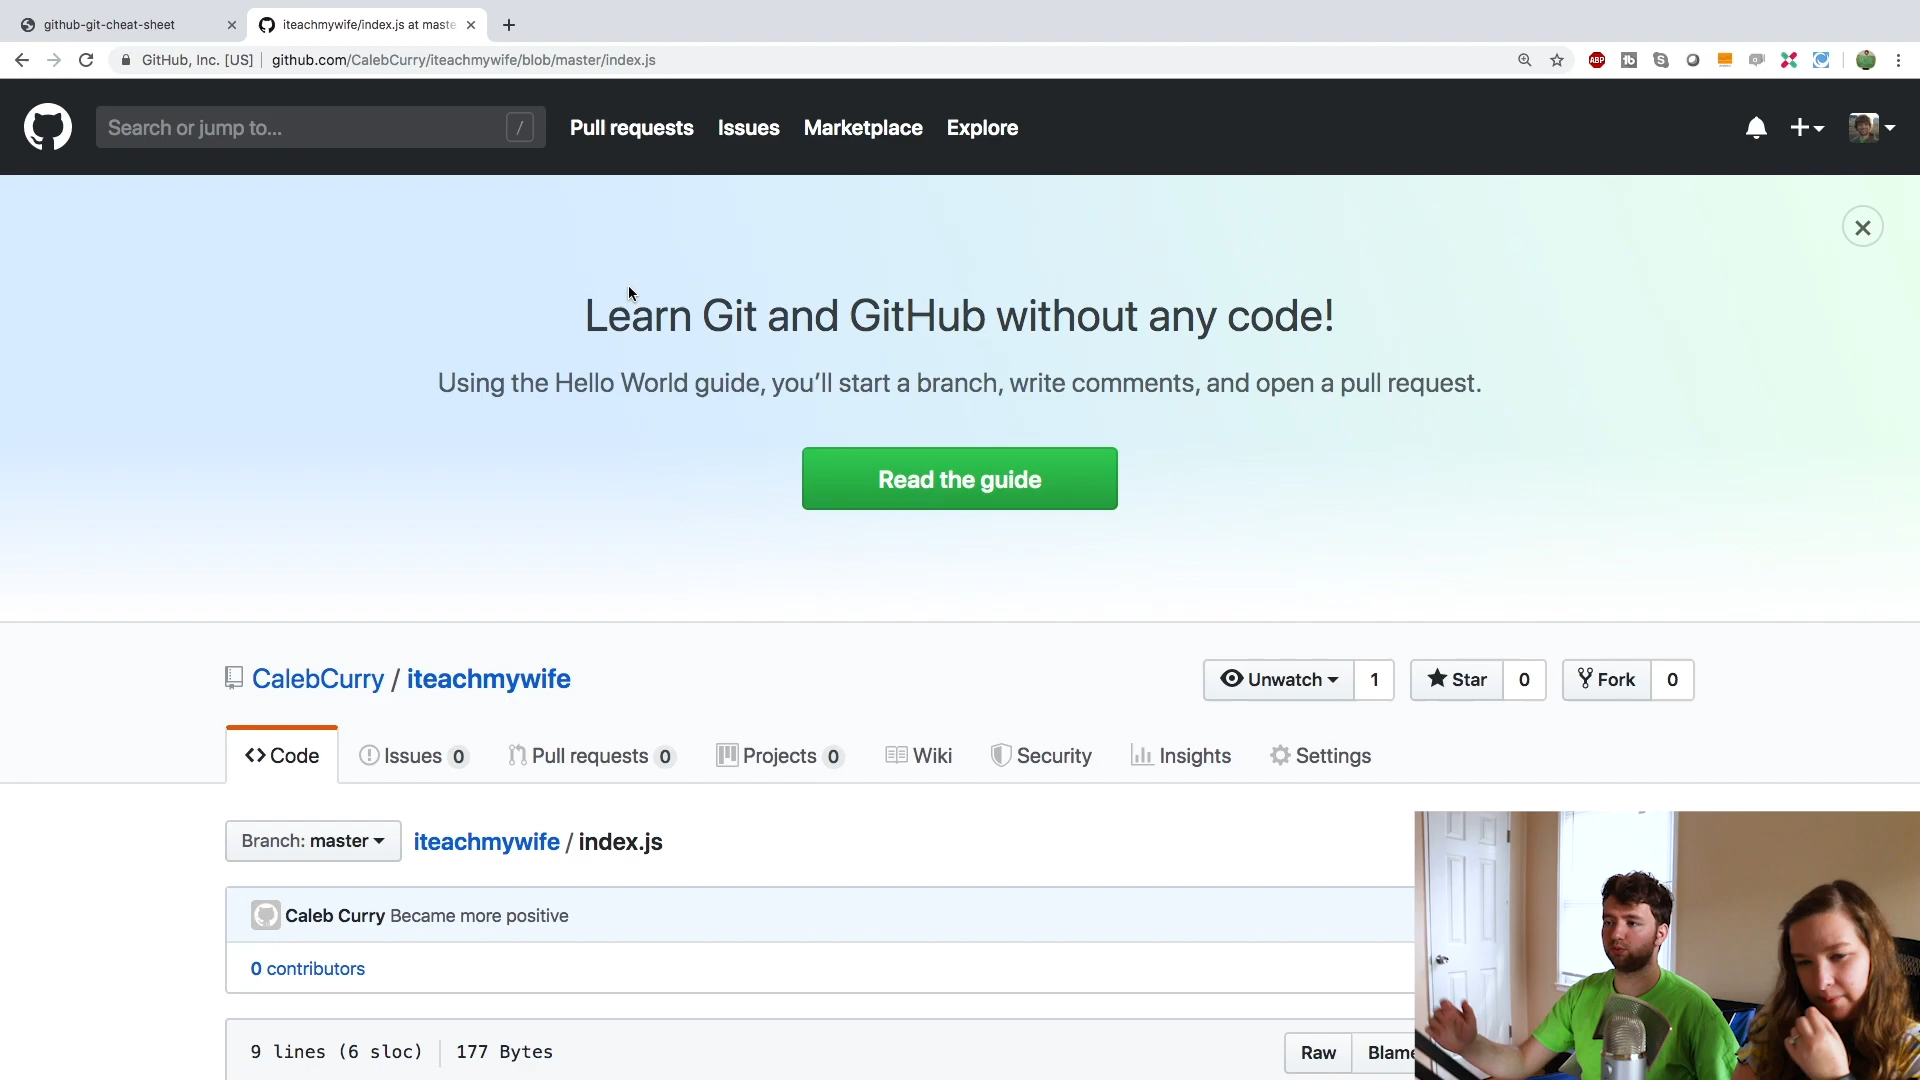 github-git-cheat-sheet
iteachmywife/index.js at maste
GitHub, Inc. [US] github.com/CalebCurry/iteachmywife/blob/master/index.js
ABP
Search or jump to... /
Pull requests Issues Marketplace Explore
Learn Git and GitHub without any code!
Using the Hello World guide, you’ll start a branch, write comments, and open a pull request.
Read the guide
CalebCurry / iteachmywife
Unwatch 1 Star 0 Fork 0
Code Issues 0 Pull requests 0 Projects 0 Wiki Security Insights Settings
Branch: master iteachmywife / index.js
Caleb Curry Became more positive
0 contributors
9 lines (6 sloc) 177 Bytes
Raw Blame